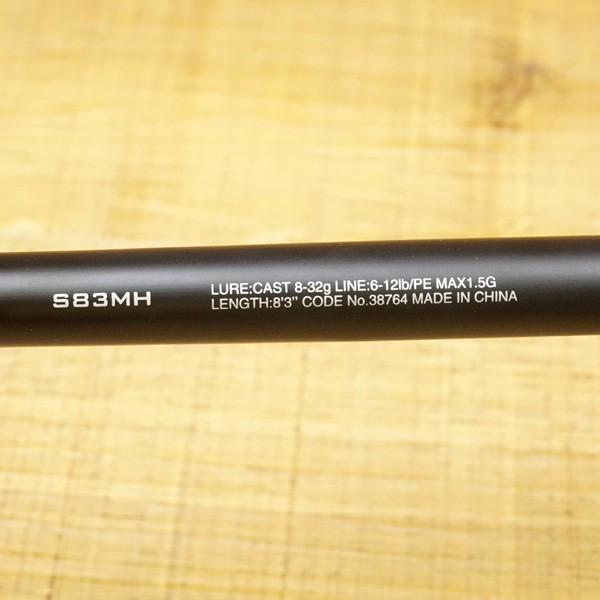 S83MH
LURE:CAST 8-32g LINE:6-12lb/PE MAX1.5G
LENGTH:8'3" CODE No.38764 MADE IN CHINA